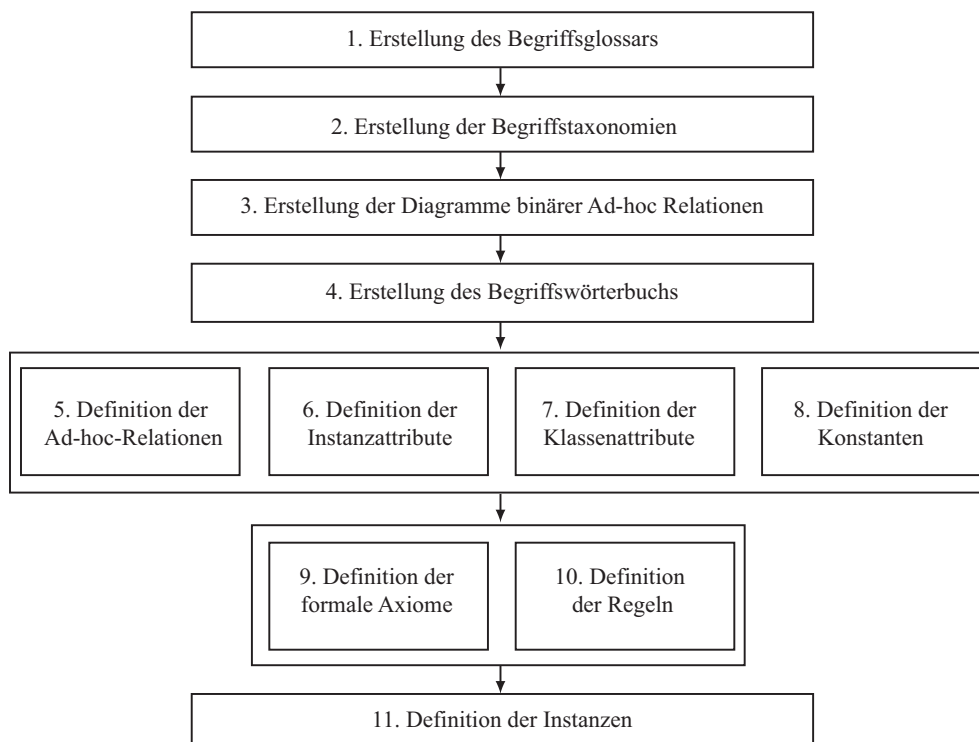 1. Erstellung des Begriffsglossars
2. Erstellung der Begriffstaxonomien
3. Erstellung der Diagramme binärer Ad-hoc Relationen
4. Erstellung des Begriffswörterbuchs
5. Definition der
Ad-hoc-Relationen
6. Definition der
Instanzattribute
7. Definition der
Klassenattribute
8. Definition der
Konstanten
9. Definition der
formale Axiome
10. Definition
der Regeln
11. Definition der Instanzen